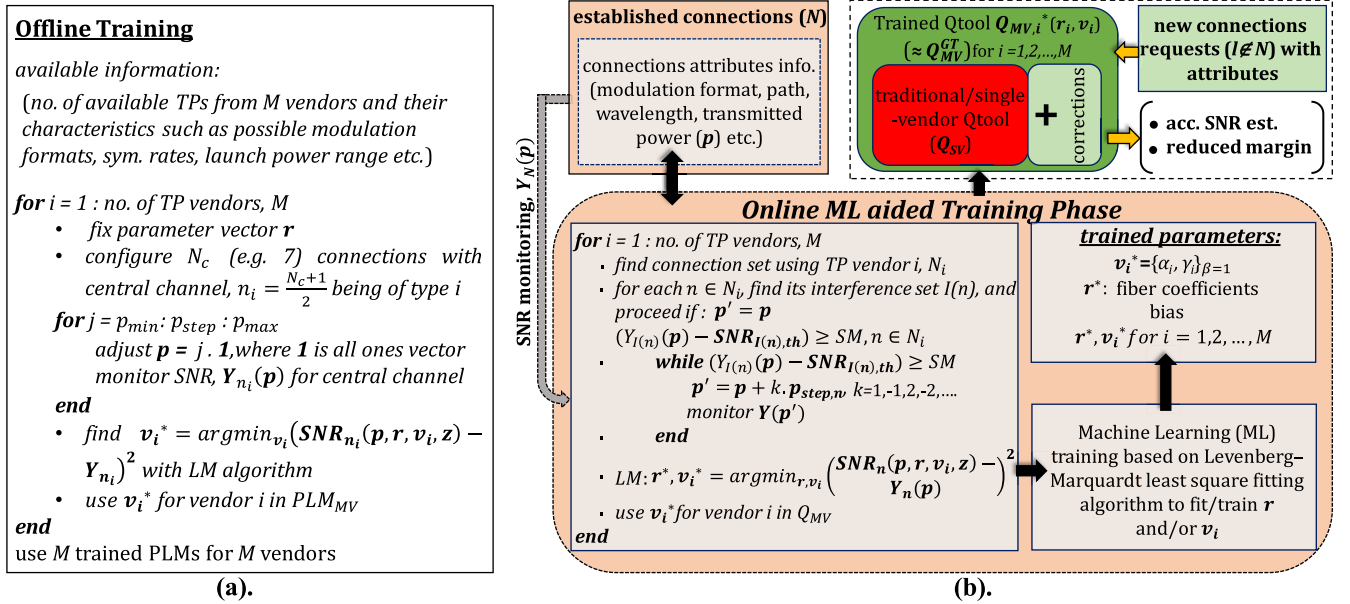 Offline Training
available information:
(no. of available TPs from M vendors and their
characteristics such as possible modulation
formats, sym. rates, launch power range etc.)
for i = 1 : no. of TP vendors, M
• fix parameter vector r
• configure N_c (e.g. 7) connections with
central channel, n_i = (N_c+1)/2 being of type i
for j = p_min : p_step : p_max
adjust p = j . 1, where 1 is all ones vector
monitor SNR, Y_{n_i}(p) for central channel
end
• find v_i* = argmin_{v_i}(SNR_{n_i}(p, r, v_i, z) −
Y_{n_i})^2 with LM algorithm
• use v_i* for vendor i in PLM_MV
end
use M trained PLMs for M vendors
(a).
SNR monitoring, Y_N(p)
established connections (N)
connections attributes info.
(modulation format, path,
wavelength, transmitted
power (p) etc.)
Trained Qtool Q_{MV,i}*(r_i, v_i)
(≈ Q_MV^GT) for i =1,2,...,M
traditional/single
-vendor Qtool
(Q_SV)
+
corrections
new connections
requests (I∉N) with
attributes
• acc. SNR est.
• reduced margin
Online ML aided Training Phase
for i = 1 : no. of TP vendors, M
· find connection set using TP vendor i, N_i
· for each n ∈ N_i, find its interference set I(n), and
proceed if : p′ = p
(Y_{I(n)}(p) − SNR_{I(n),th}) ≥ SM, n ∈ N_i
· while (Y_{I(n)}(p) − SNR_{I(n),th}) ≥ SM
p′ = p + k. p_{step,n}, k=1,-1,2,-2,....
monitor Y(p′)
· end
· LM: r*, v_i* = argmin_{r,v_i}(SNR_n(p, r, v_i, z) − Y_n(p))^2
· use v_i* for vendor i in Q_MV
end
trained parameters:
v_i*={α_i, γ_i}_{β=1}
r*: fiber coefficients
bias
r*, v_i* for i = 1,2, … , M
Machine Learning (ML)
training based on Levenberg–
Marquardt least square fitting
algorithm to fit/train r
and/or v_i
(b).